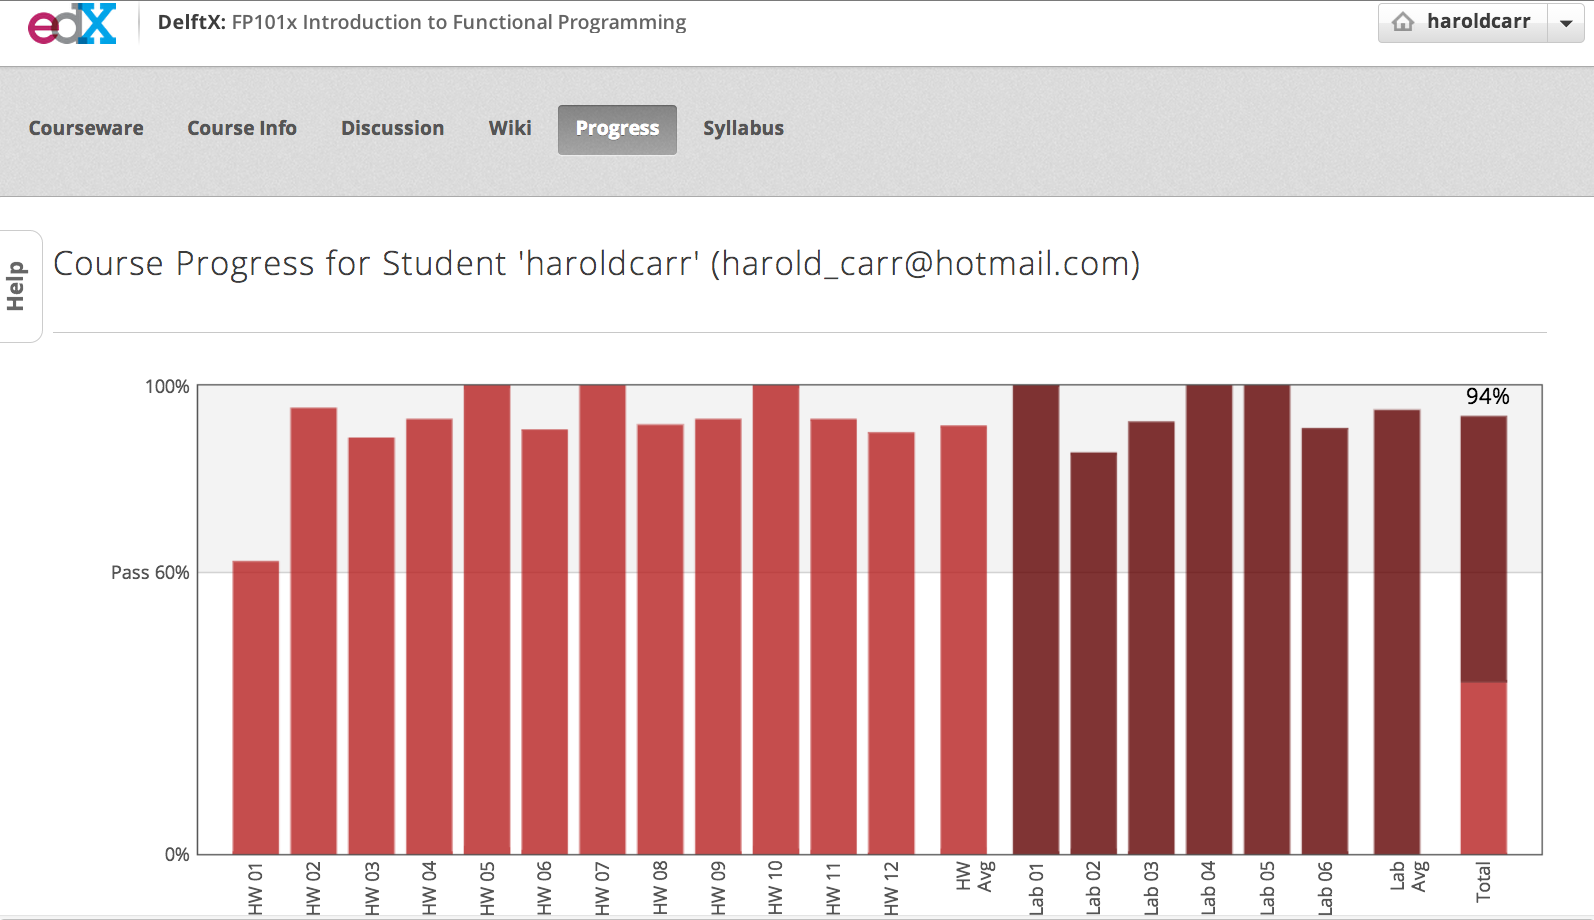 edX DelftX: FP101x Introduction to Functional Programming haroldcarr
Courseware Course Info Discussion Wiki Progress Syllabus
Help
Course Progress for Student 'haroldcarr' (harold_carr@hotmail.com)
100%
94%
Pass 60%
0%
HW 01
HW 02
HW 03
HW 04
HW 05
HW 06
HW 07
HW 08
HW 09
HW 10
HW 11
HW 12
HW
Avg
Lab 01
Lab 02
Lab 03
Lab 04
Lab 05
Lab 06
Lab
Avg
Total